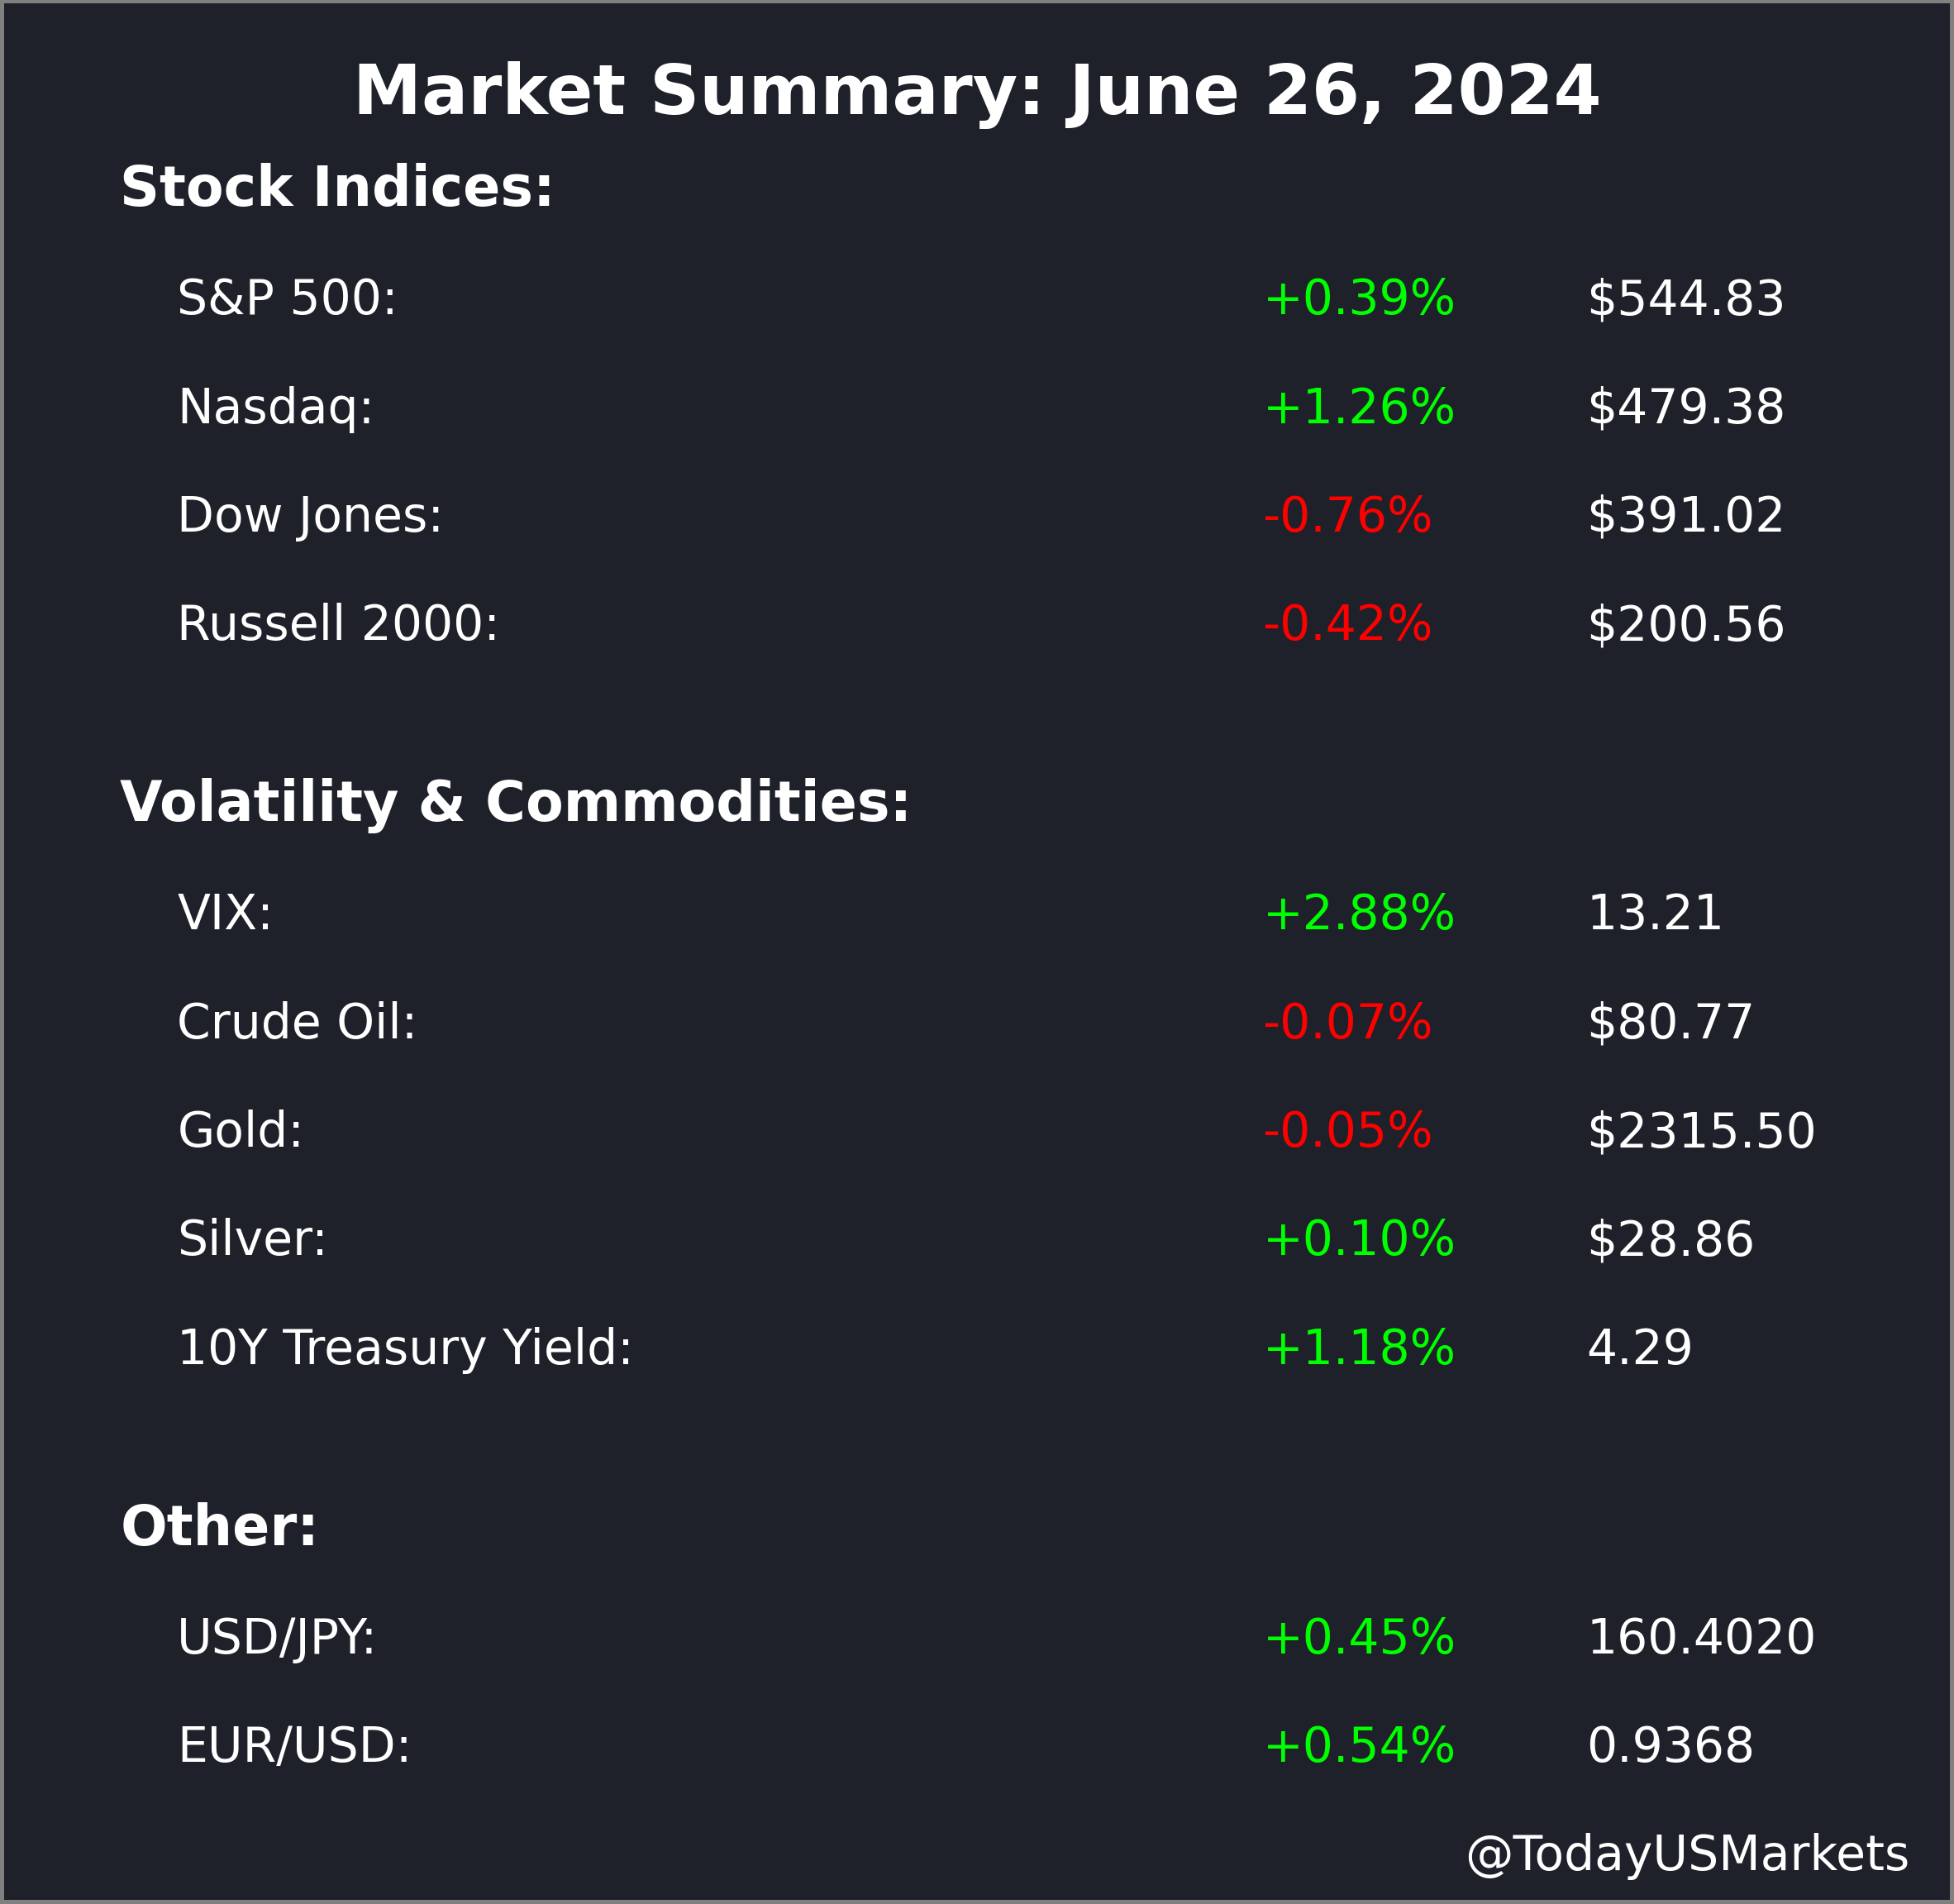 Market Summary: June 26, 2024
Stock Indices:
S&P 500: +0.39% $544.83
Nasdaq: +1.26% $479.38
Dow Jones: -0.76% $391.02
Russell 2000: -0.42% $200.56
Volatility & Commodities:
VIX: +2.88% 13.21
Crude Oil: -0.07% $80.77
Gold: -0.05% $2315.50
Silver: +0.10% $28.86
10Y Treasury Yield: +1.18% 4.29
Other:
USD/JPY: +0.45% 160.4020
EUR/USD: +0.54% 0.9368
@TodayUSMarkets